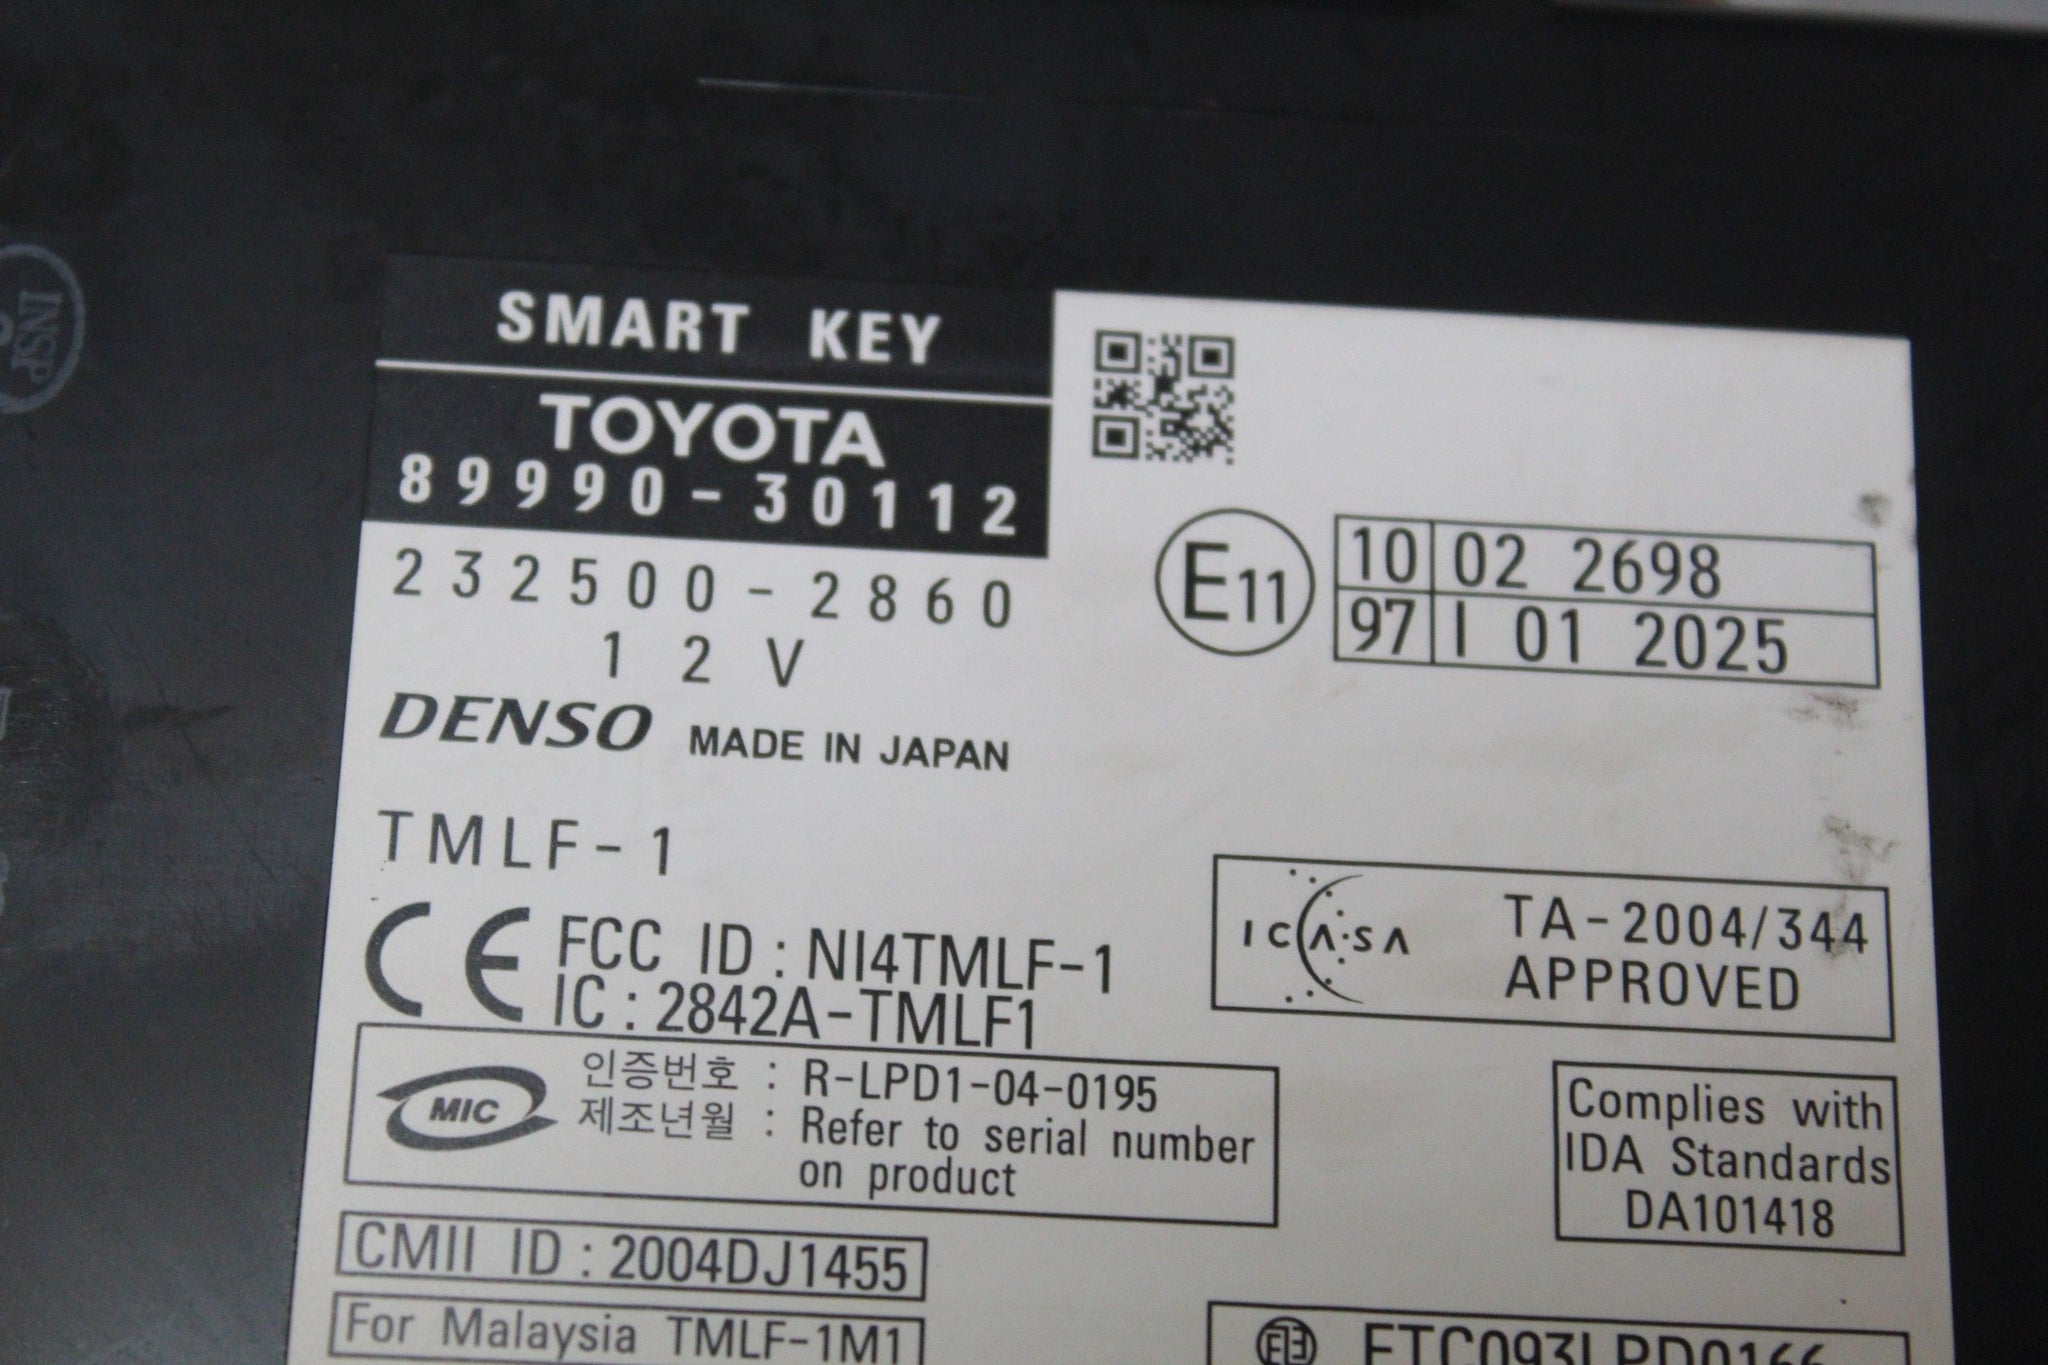 SMART KEY
TOYOTA
89990-30112
232500-2860
12V
DENSO MADE IN JAPAN
TMLF-1
CE FCC ID : NI4TMLF-1
IC : 2842A-TMLF1
E11
10 02 2698
97 I 01 2025
ICASA TA-2004/344
APPROVED
MIC 인증번호 : R-LPD1-04-0195
제조년월 : Refer to serial number
on product
Complies with
IDA Standards
DA101418
CMII ID : 2004DJ1455
For Malaysia TMLF-1M1
ETC093LPD0166
INSP